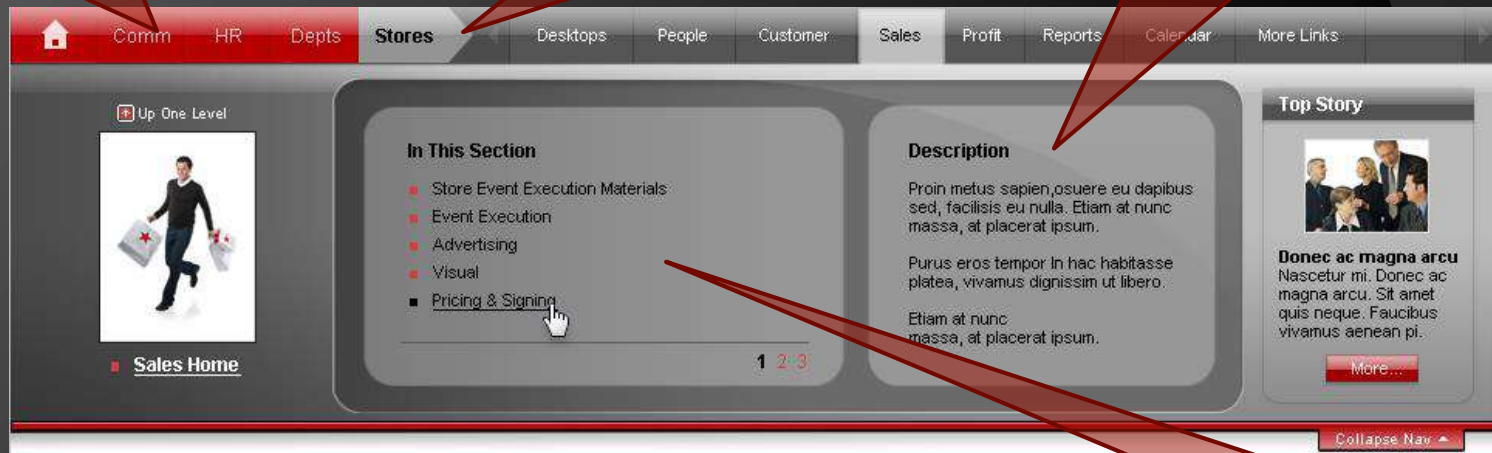 Comm HR Depts Stores Desktops People Customer Sales Profit Reports Calendar More Links
Up One Level
Sales Home
In This Section
Store Event Execution Materials
Event Execution
Advertising
Visual
Pricing & Signing
1 2 3
Description
Proin metus sapien,osuere eu dapibus
sed, facilisis eu nulla. Etiam at nunc
massa, at placerat ipsum.
Purus eros tempor In hac habitasse
platea, vivamus dignissim ut libero.
Etiam at nunc
massa, at placerat ipsum.
Top Story
Donec ac magna arcu
Nascetur mi. Donec ac
magna arcu. Sit amet
quis neque. Faucibus
vivamus aenean pi.
More...
Collapse Nav